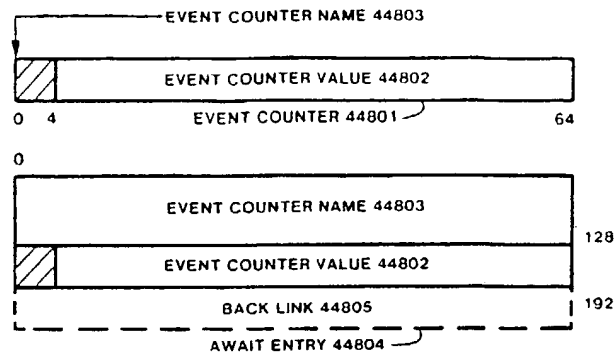 EVENT COUNTER NAME 44803
EVENT COUNTER VALUE 44802
0 4 EVENT COUNTER 44801 64
0
EVENT COUNTER NAME 44803
128
EVENT COUNTER VALUE 44802
BACK LINK 44805 192
AWAIT ENTRY 44804